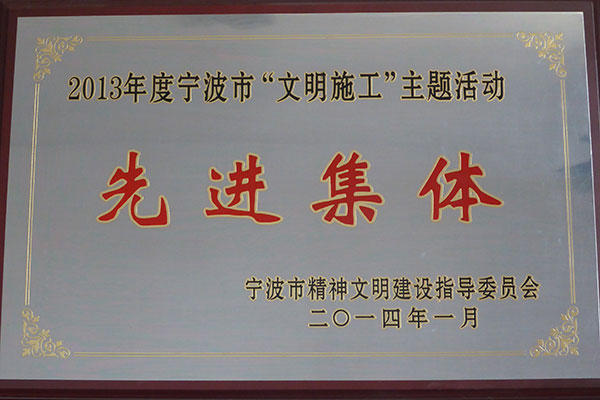 2013年度宁波市“文明施工”主题活动
先进集体
宁波市精神文明建设指导委员会
二〇一四年一月